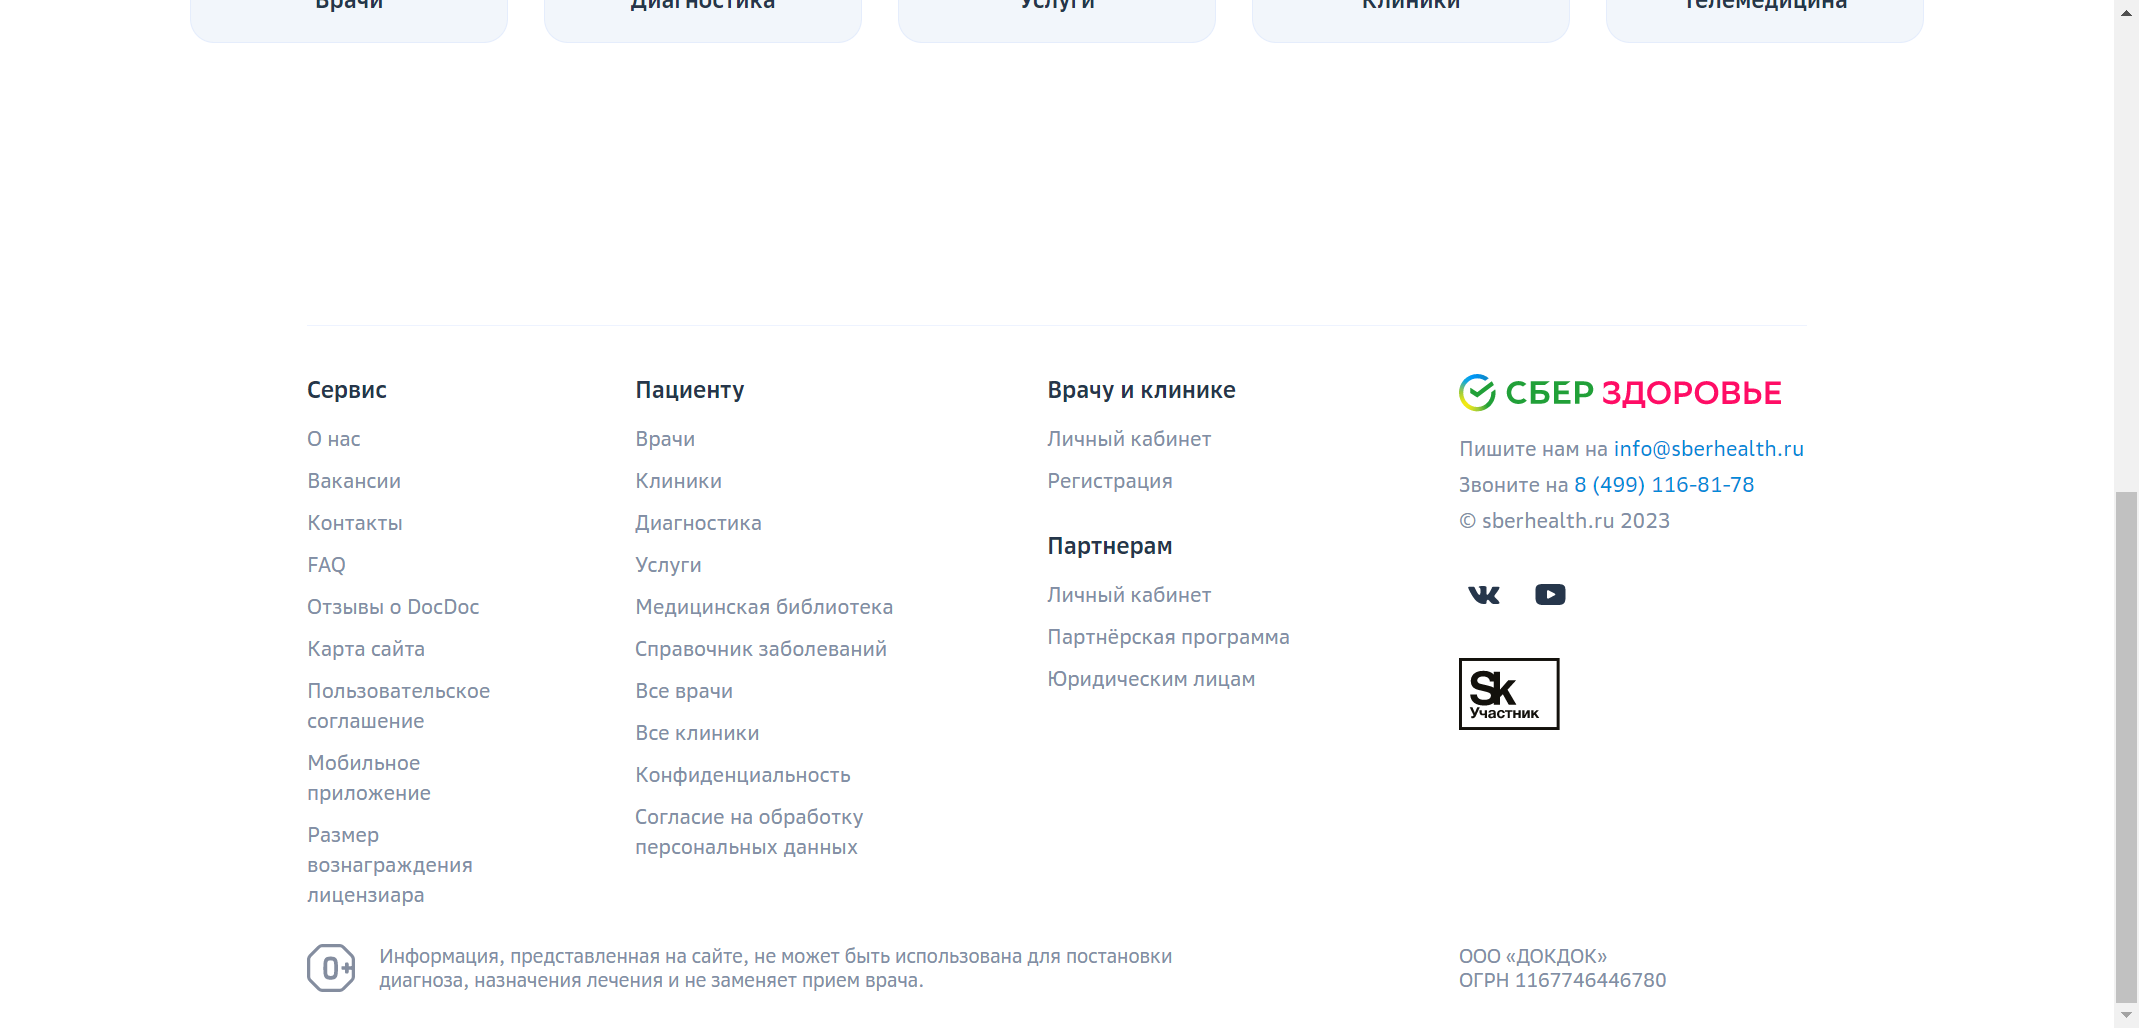 Врачи
Диагностика
Услуги
Клиники
Телемедицина
Сервис
О нас
Вакансии
Контакты
FAQ
Отзывы о DocDoc
Карта сайта
Пользовательское
соглашение
Мобильное
приложение
Размер
вознаграждения
лицензиара
Пациенту
Врачи
Клиники
Диагностика
Услуги
Медицинская библиотека
Справочник заболеваний
Все врачи
Все клиники
Конфиденциальность
Согласие на обработку
персональных данных
Врачу и клинике
Личный кабинет
Регистрация
Партнерам
Личный кабинет
Партнёрская программа
Юридическим лицам
СБЕР ЗДОРОВЬЕ
Пишите нам на info@sberhealth.ru
Звоните на 8 (499) 116-81-78
© sberhealth.ru 2023
Sk
Участник
0+
Информация, представленная на сайте, не может быть использована для постановки
диагноза, назначения лечения и не заменяет прием врача.
ООО «ДОКДОК»
ОГРН 1167746446780